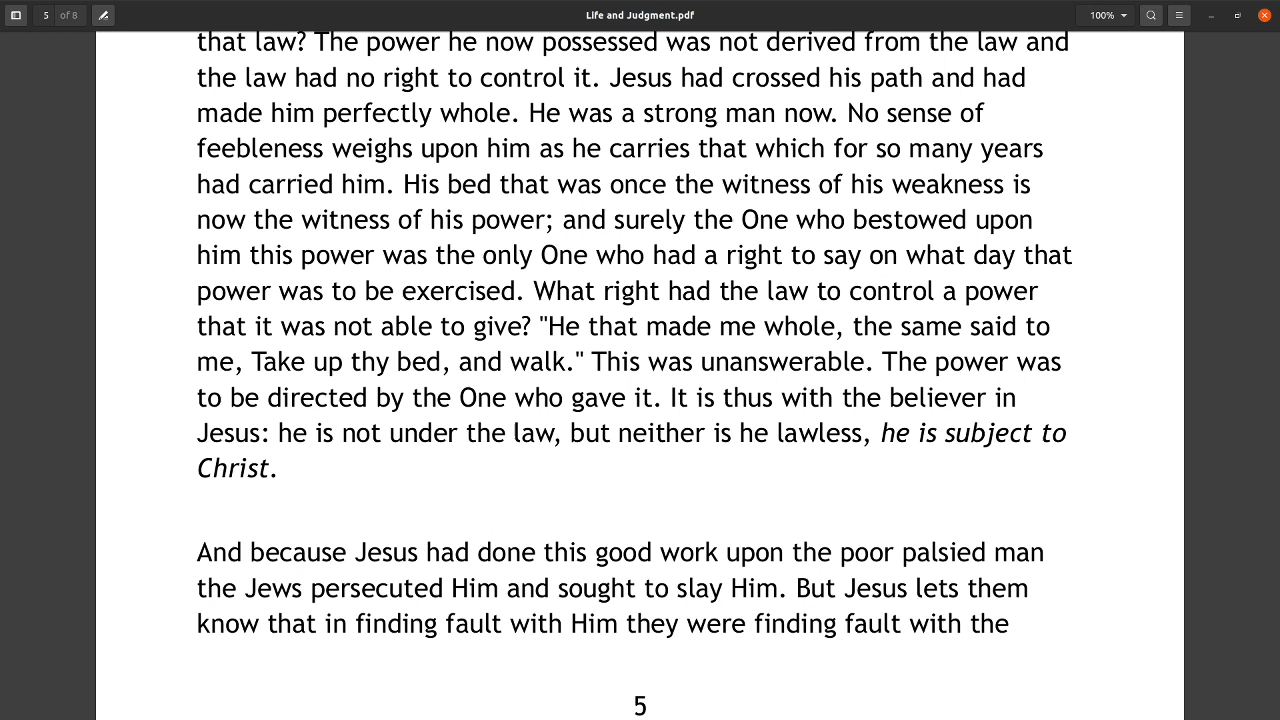 5 of 8
Life and Judgment.pdf
100%
that law? The power he now possessed was not derived from the law and
the law had no right to control it. Jesus had crossed his path and had
made him perfectly whole. He was a strong man now. No sense of
feebleness weighs upon him as he carries that which for so many years
had carried him. His bed that was once the witness of his weakness is
now the witness of his power; and surely the One who bestowed upon
him this power was the only One who had a right to say on what day that
power was to be exercised. What right had the law to control a power
that it was not able to give? "He that made me whole, the same said to
me, Take up thy bed, and walk." This was unanswerable. The power was
to be directed by the One who gave it. It is thus with the believer in
Jesus: he is not under the law, but neither is he lawless, he is subject to
Christ.
And because Jesus had done this good work upon the poor palsied man
the Jews persecuted Him and sought to slay Him. But Jesus lets them
know that in finding fault with Him they were finding fault with the
5